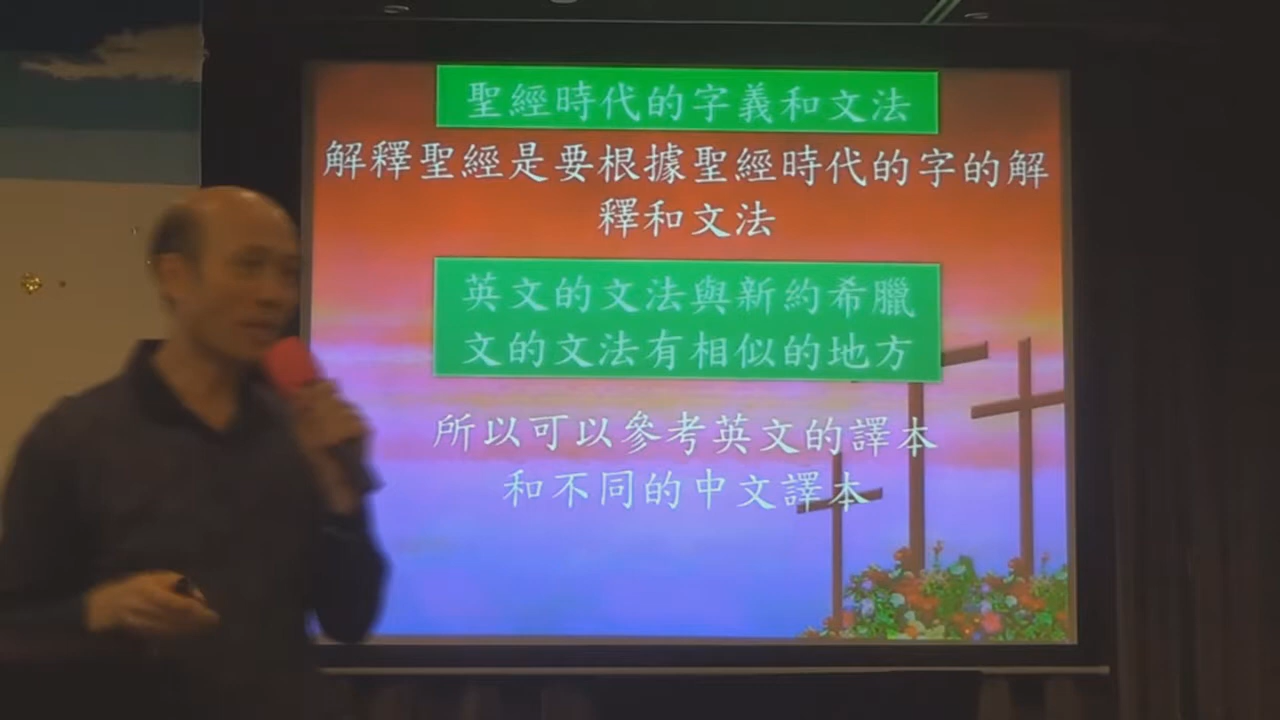 聖經時代的字義和文法
解釋聖經是要根據聖經時代的字的解
釋和文法
英文的文法與新約希臘
文的文法有相似的地方
所以可以參考英文的譯本
和不同的中文譯本